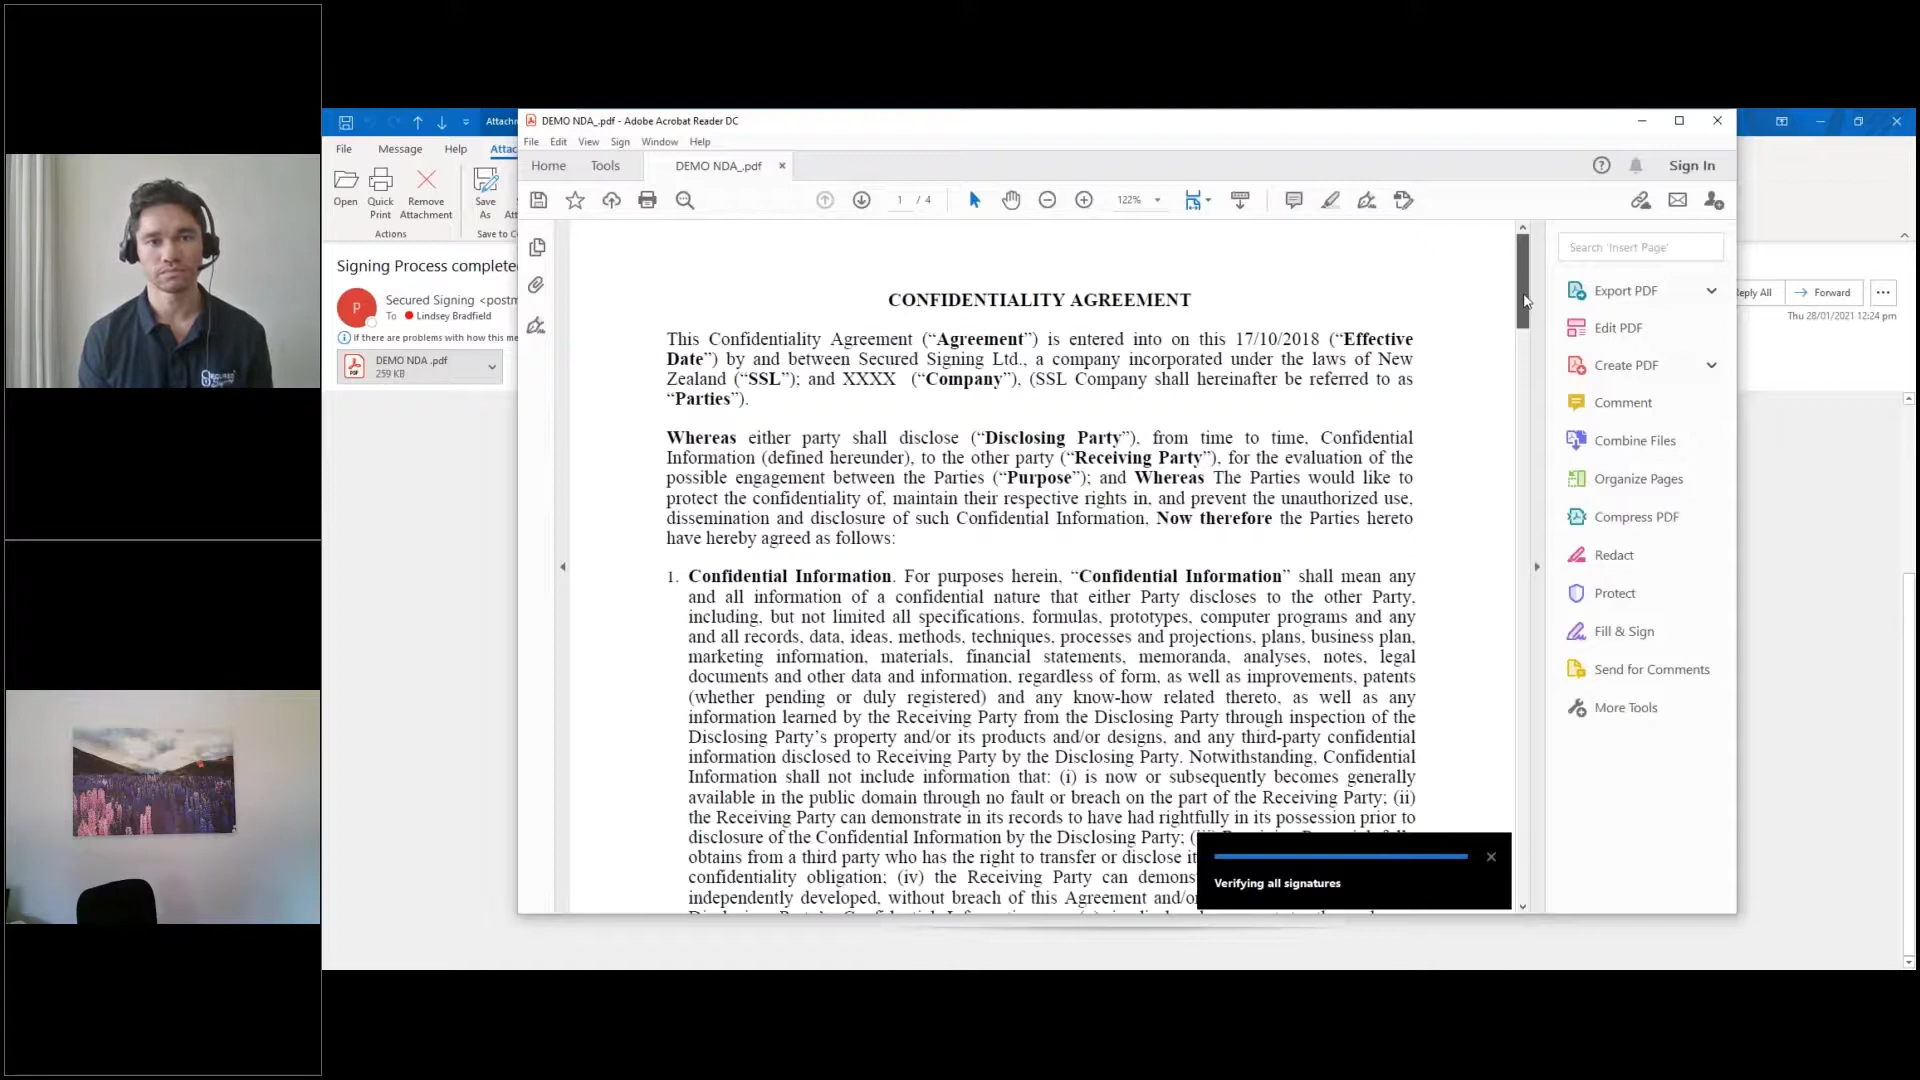 Attachm
File Message Help Attac
Open
Quick Print
Remove Attachment
Save As
Actions
Signing Process complete
P
Secured Signing <postm
To Lindsey Bradfield
If there are problems with how this me
DEMO NDA .pdf
259 KB
Reply All
Forward
Thu 28/01/2021 12:24 pm
DEMO NDA_.pdf - Adobe Acrobat Reader DC
File Edit View Sign Window Help
Home Tools DEMO NDA_.pdf Sign In
1 / 4 122%
CONFIDENTIALITY AGREEMENT
This Confidentiality Agreement (“Agreement”) is entered into on this 17/10/2018 (“Effective
Date”) by and between Secured Signing Ltd., a company incorporated under the laws of New
Zealand (“SSL”); and XXXX (“Company”), (SSL Company shall hereinafter be referred to as
“Parties”).
Whereas either party shall disclose (“Disclosing Party”), from time to time, Confidential
Information (defined hereunder), to the other party (“Receiving Party”), for the evaluation of the
possible engagement between the Parties (“Purpose”); and Whereas The Parties would like to
protect the confidentiality of, maintain their respective rights in, and prevent the unauthorized use,
dissemination and disclosure of such Confidential Information, Now therefore the Parties hereto
have hereby agreed as follows:
1. Confidential Information. For purposes herein, “Confidential Information” shall mean any
and all information of a confidential nature that either Party discloses to the other Party,
including, but not limited all specifications, formulas, prototypes, computer programs and any
and all records, data, ideas, methods, techniques, processes and projections, plans, business plan,
marketing information, materials, financial statements, memoranda, analyses, notes, legal
documents and other data and information, regardless of form, as well as improvements, patents
(whether pending or duly registered) and any know-how related thereto, as well as any
information learned by the Receiving Party from the Disclosing Party through inspection of the
Disclosing Party’s property and/or its products and/or designs, and any third-party confidential
information disclosed to Receiving Party by the Disclosing Party. Notwithstanding, Confidential
Information shall not include information that: (i) is now or subsequently becomes generally
available in the public domain through no fault or breach on the part of the Receiving Party; (ii)
the Receiving Party can demonstrate in its records to have had rightfully in its possession prior to
disclosure of the Confidential Information by the Disclosing Party;
obtains from a third party who has the right to transfer or disclose it
confidentiality obligation; (iv) the Receiving Party can demons
independently developed, without breach of this Agreement and/or
Verifying all signatures
Search 'Insert Page'
Export PDF
Edit PDF
Create PDF
Comment
Combine Files
Organize Pages
Compress PDF
Redact
Protect
Fill & Sign
Send for Comments
More Tools